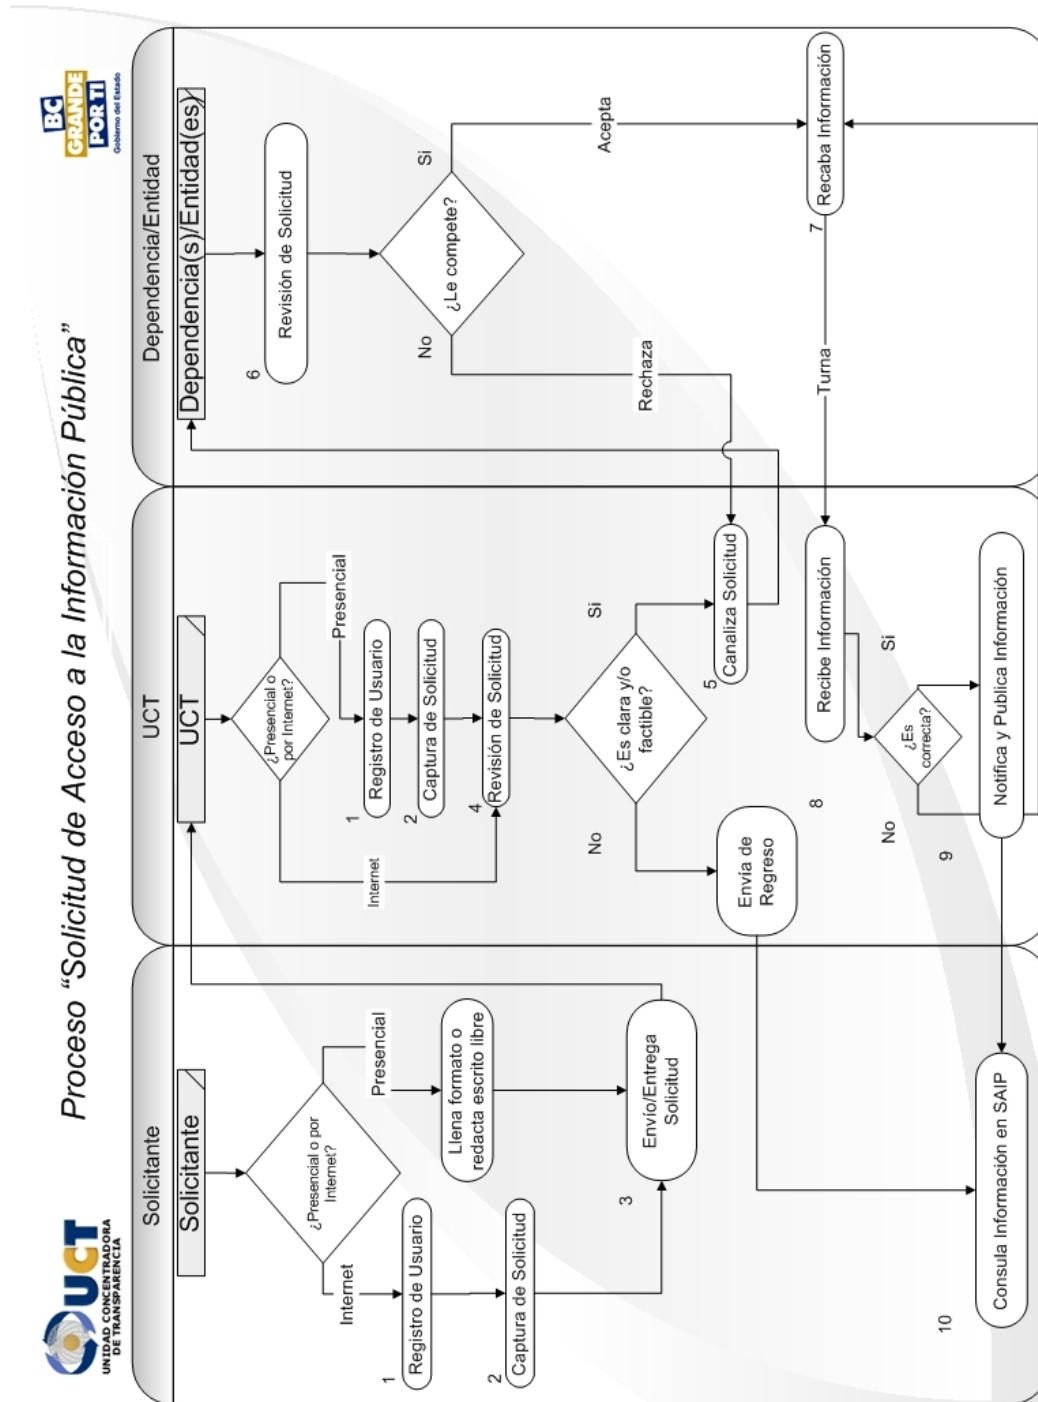 UCT
UNIDAD CONCENTRADORA
DE TRANSPARENCIA
Proceso “Solicitud de Acceso a la Información Pública”
BC
GRANDE
POR TI
Gobierno del Estado
Solicitante
Solicitante
¿Presencial o por
Internet?
Internet
Presencial
1
Registro de Usuario
2
Captura de Solicitud
Llena formato o
redacta escrito libre
3
Envío/Entrega
Solicitud
10
Consula Información en SAIP
UCT
UCT
¿Presencial o
por Internet?
Internet
Presencial
1
Registro de Usuario
2
Captura de Solicitud
4
Revisión de Solicitud
¿Es clara y/o
factible?
No
Si
Envía de
Regreso
5
Canaliza Solicitud
8
Recibe Información
¿Es
correcta?
No
Si
9
Notifica y Publica Información
Dependencia/Entidad
Dependencia(s)/Entidad(es)
6
Revisión de Solicitud
¿Le compete?
No
Si
Rechaza
Acepta
7
Recaba Información
Turna